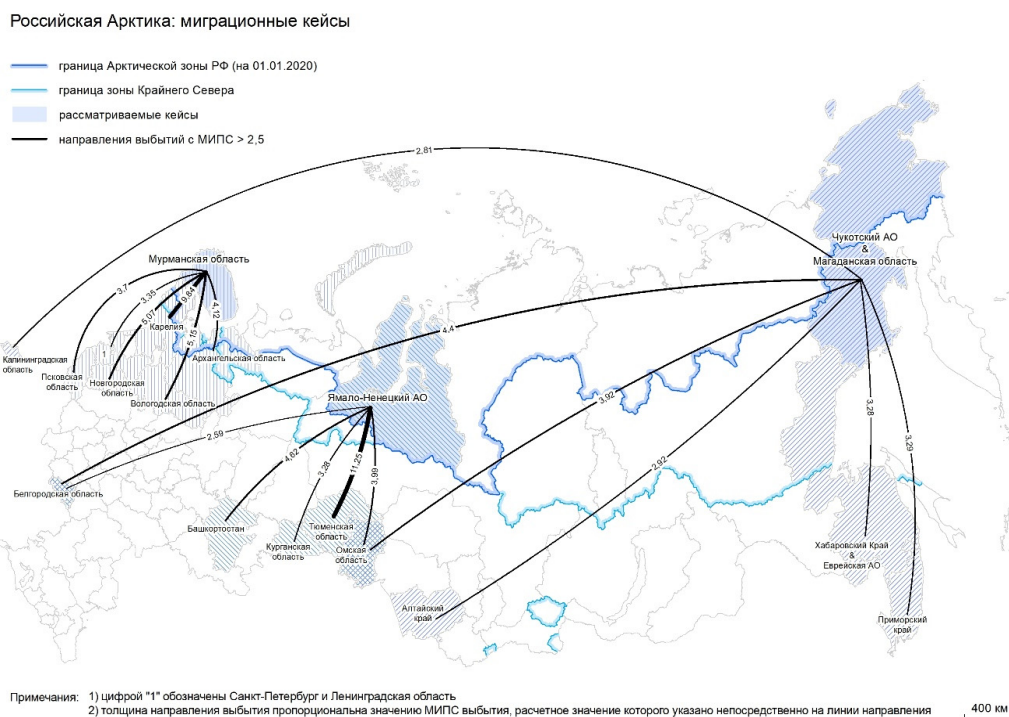 Российская Арктика: миграционные кейсы
граница Арктической зоны РФ (на 01.01.2020)
граница зоны Крайнего Севера
рассматриваемые кейсы
направления выбытий с МИПС > 2,5
2,81
Чукотский АО
&
Магаданская область
Мурманская область
3,7
3,35
9,84
5,07
4,12
5,15
Карелия
4,4
1
Калининградская
область
Архангельская область
Псковская
область
Новгородская
область
Вологодская область
Ямало-Ненецкий АО
3,92
3,28
2,59
3,29
4,62
3,28
11,25
3,99
2,92
Белгородская область
Башкортостан
Тюменская
область
Курганская
область
Омская
область
Хабаровский Край
&
Еврейская АО
Алтайский
край
Приморский
край
Примечания: 1) цифрой "1" обозначены Санкт-Петербург и Ленинградская область
2) толщина направления выбытия пропорциональна значению МИПС выбытия, расчетное значение которого указано непосредственно на линии направления
400 км